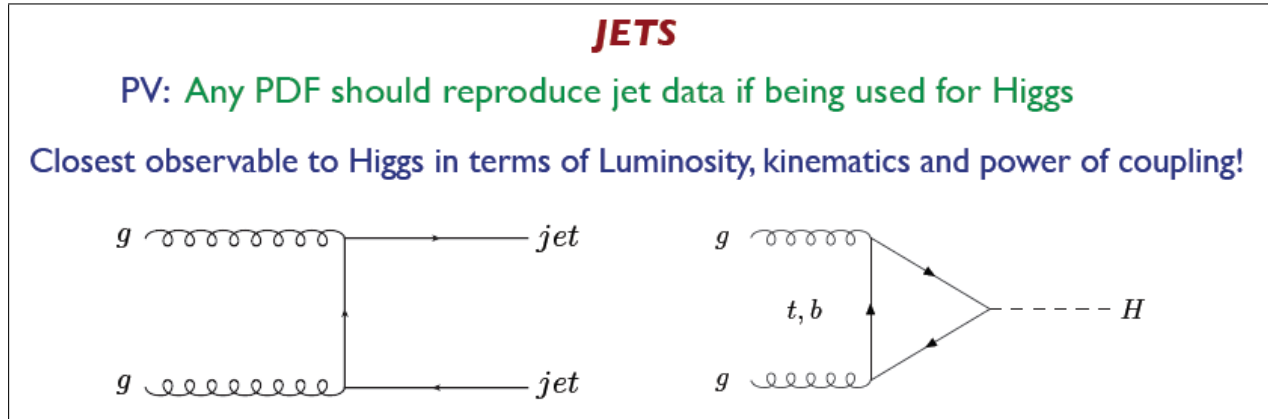 JETS
PV: Any PDF should reproduce jet data if being used for Higgs
Closest observable to Higgs in terms of Luminosity, kinematics and power of coupling!
g jet
g jet
g
t, b H
g